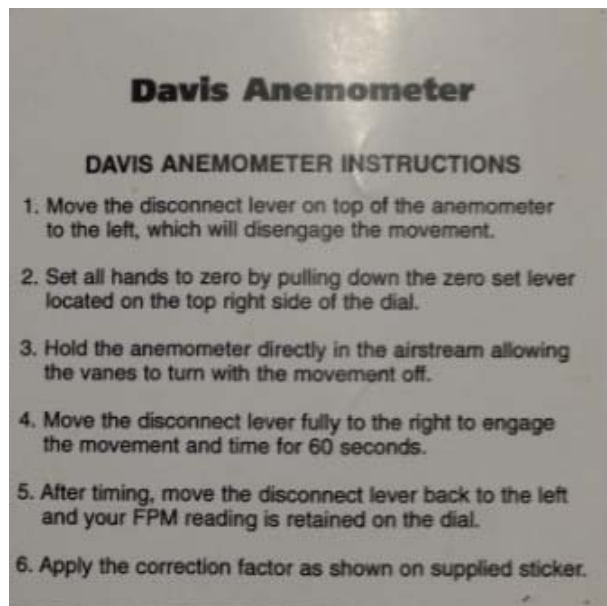 Davis Anemometer
DAVIS ANEMOMETER INSTRUCTIONS
1. Move the disconnect lever on top of the anemometer
to the left, which will disengage the movement.
2. Set all hands to zero by pulling down the zero set lever
located on the top right side of the dial.
3. Hold the anemometer directly in the airstream allowing
the vanes to turn with the movement off.
4. Move the disconnect lever fully to the right to engage
the movement and time for 60 seconds.
5. After timing, move the disconnect lever back to the left
and your FPM reading is retained on the dial.
6. Apply the correction factor as shown on supplied sticker.